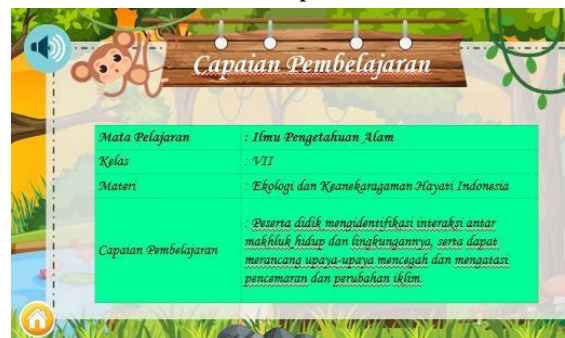 Capaian Pembelajaran
Mata Pelajaran : Ilmu Pengetahuan Alam
Kelas : VII
Materi : Ekologi dan Keanekaragaman Hayati Indonesia
Capaian Pembelajaran : Peserta didik mengidentifikasi interaksi antar
makhluk hidup dan lingkungannya, serta dapat
merancang upaya-upaya mencegah dan mengatasi
pencemaran dan perubahan iklim.